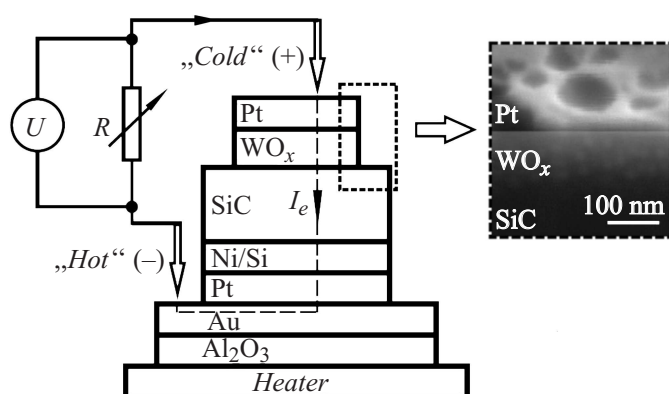 „Cold“ (+)
U
R
Pt
WOₓ
SiC
Iₑ
„Hot“ (–)
Ni/Si
Pt
Au
Al₂O₃
Heater
Pt
WOₓ
SiC
100 nm